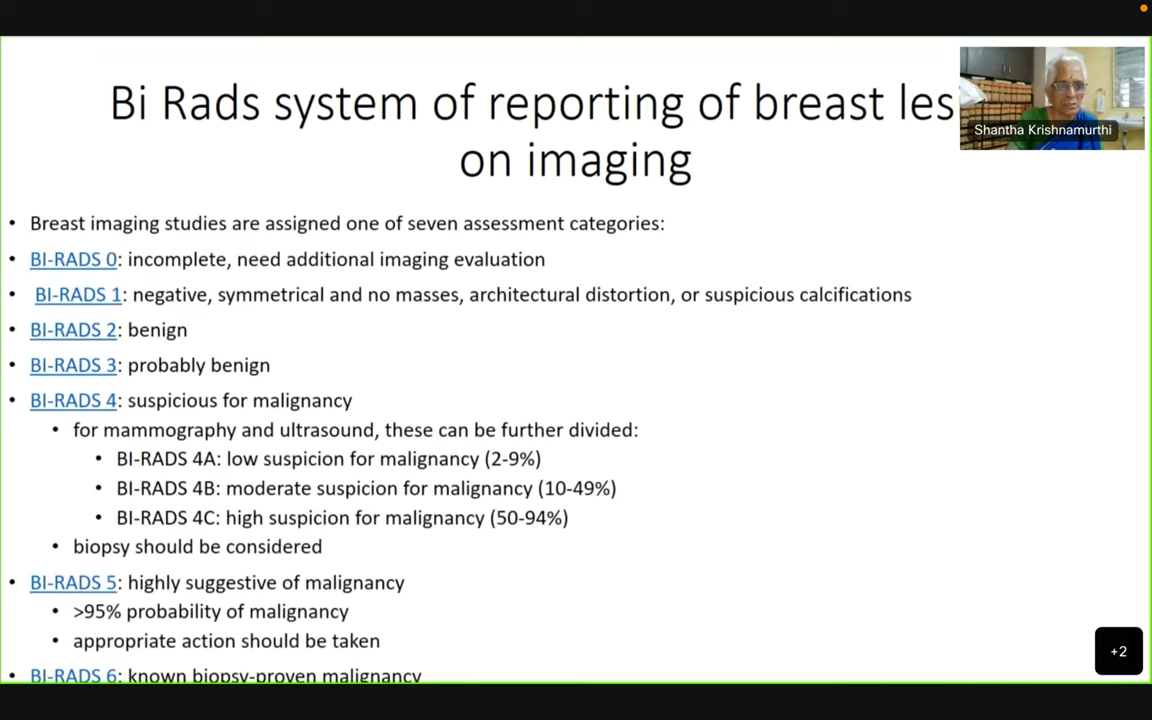 Bi Rads system of reporting of breast les
on imaging
Shantha Krishnamurthi
• Breast imaging studies are assigned one of seven assessment categories:
• BI-RADS 0: incomplete, need additional imaging evaluation
• BI-RADS 1: negative, symmetrical and no masses, architectural distortion, or suspicious calcifications
• BI-RADS 2: benign
• BI-RADS 3: probably benign
• BI-RADS 4: suspicious for malignancy
• for mammography and ultrasound, these can be further divided:
• BI-RADS 4A: low suspicion for malignancy (2-9%)
• BI-RADS 4B: moderate suspicion for malignancy (10-49%)
• BI-RADS 4C: high suspicion for malignancy (50-94%)
• biopsy should be considered
• BI-RADS 5: highly suggestive of malignancy
• >95% probability of malignancy
• appropriate action should be taken
• BI-RADS 6: known biopsy-proven malignancy
+2